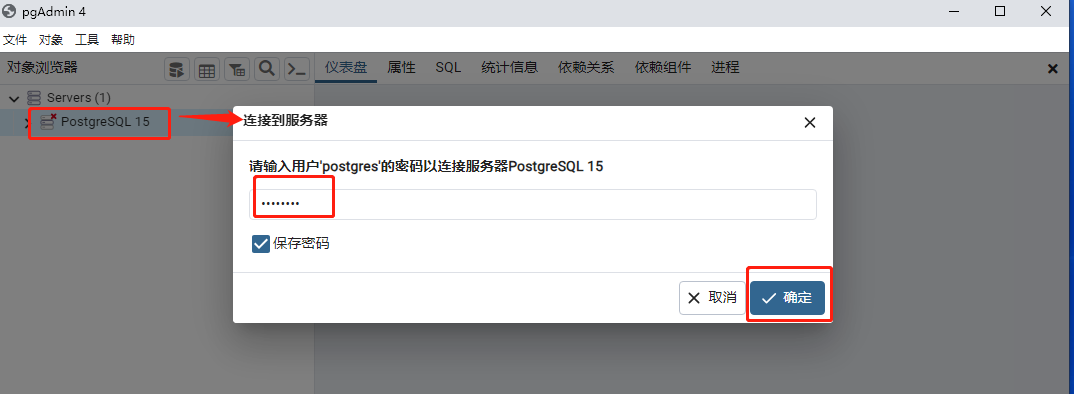 pgAdmin 4
文件 对象 工具 帮助
对象浏览器
仪表盘 属性 SQL 统计信息 依赖关系 依赖组件 进程
Servers (1)
PostgreSQL 15
连接到服务器
请输入用户'postgres'的密码以连接服务器PostgreSQL 15
••••••••
保存密码
取消 确定